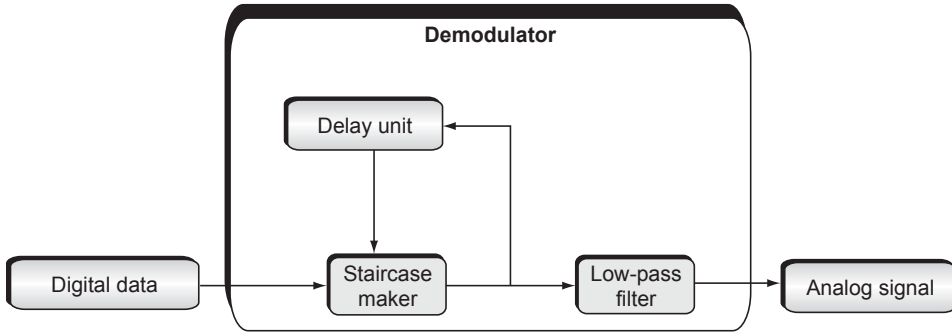 Demodulator
Delay unit
Digital data
Staircase
maker
Low-pass
filter
Analog signal